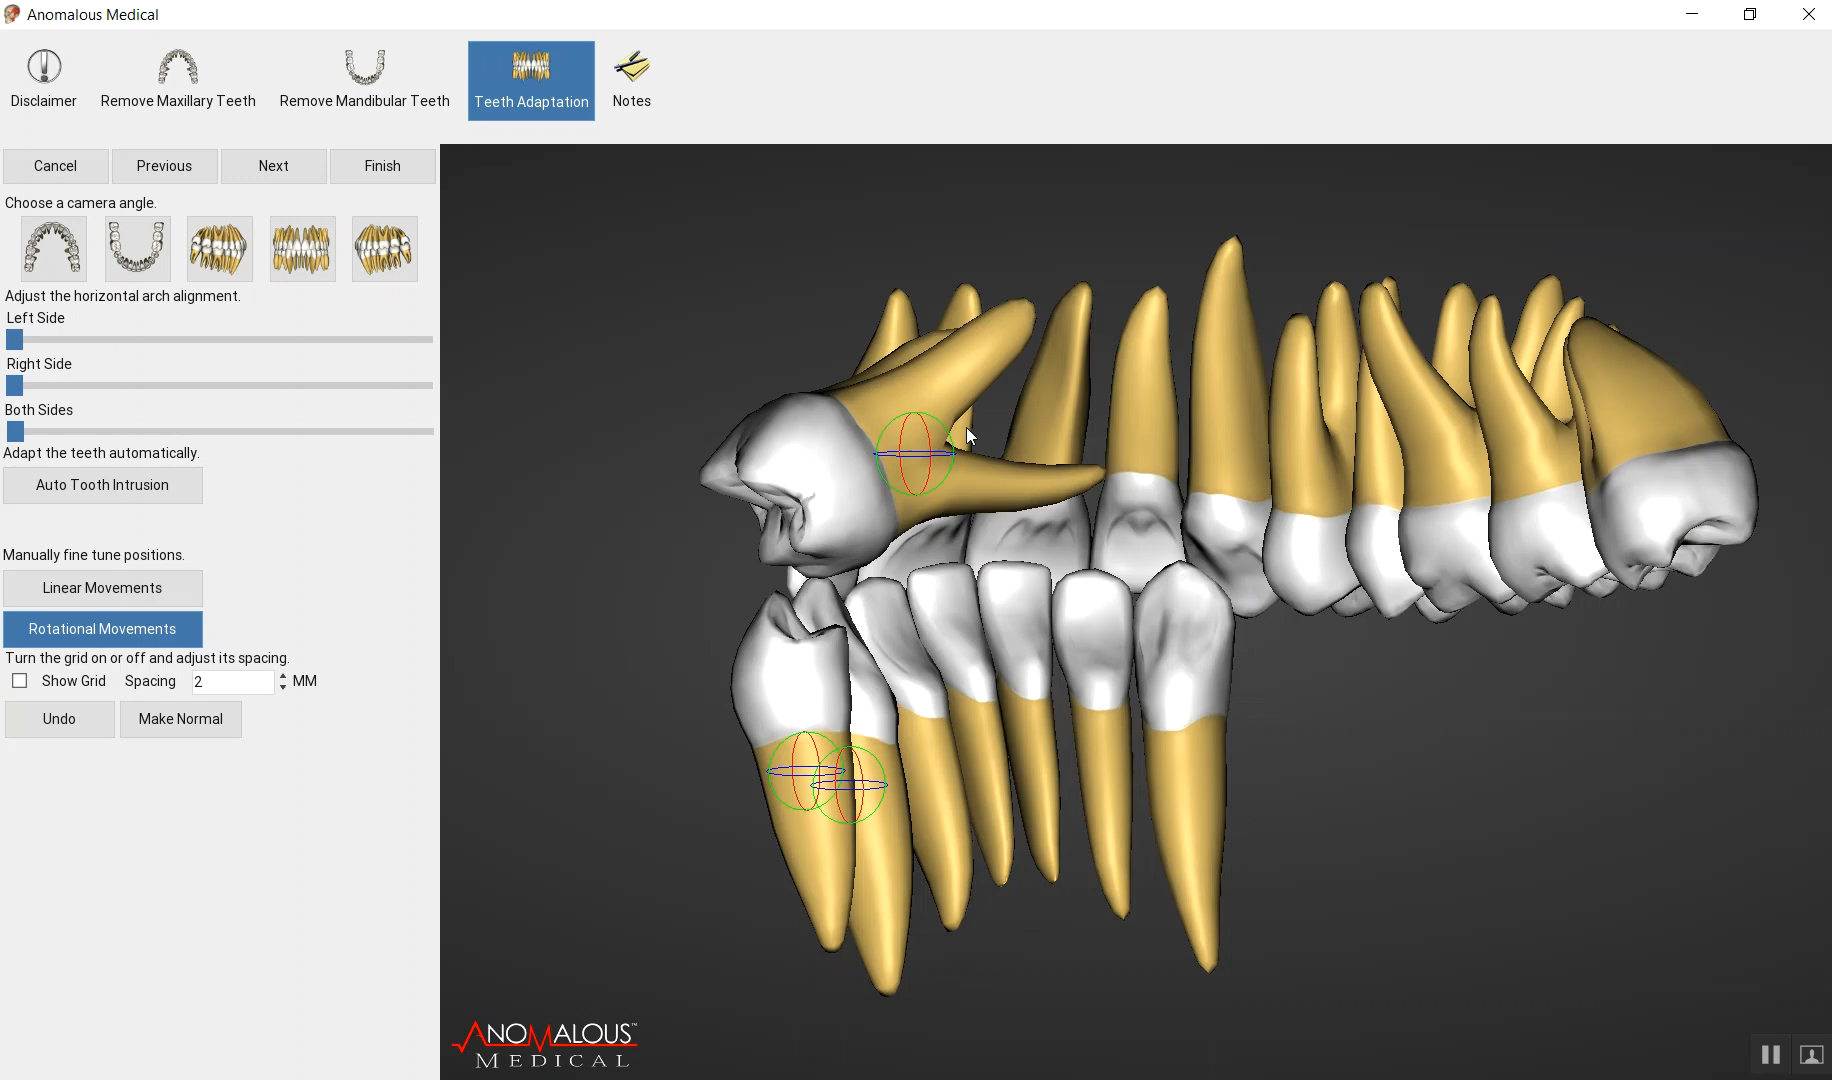 Anomalous Medical
Disclaimer
Remove Maxillary Teeth
Remove Mandibular Teeth
Teeth Adaptation
Notes
Cancel
Previous
Next
Finish
Choose a camera angle.
Adjust the horizontal arch alignment.
Left Side
Right Side
Both Sides
Adapt the teeth automatically.
Auto Tooth Intrusion
Manually fine tune positions.
Linear Movements
Rotational Movements
Turn the grid on or off and adjust its spacing.
Show Grid Spacing 2 MM
Undo
Make Normal
ANOMALOUS™
MEDICAL